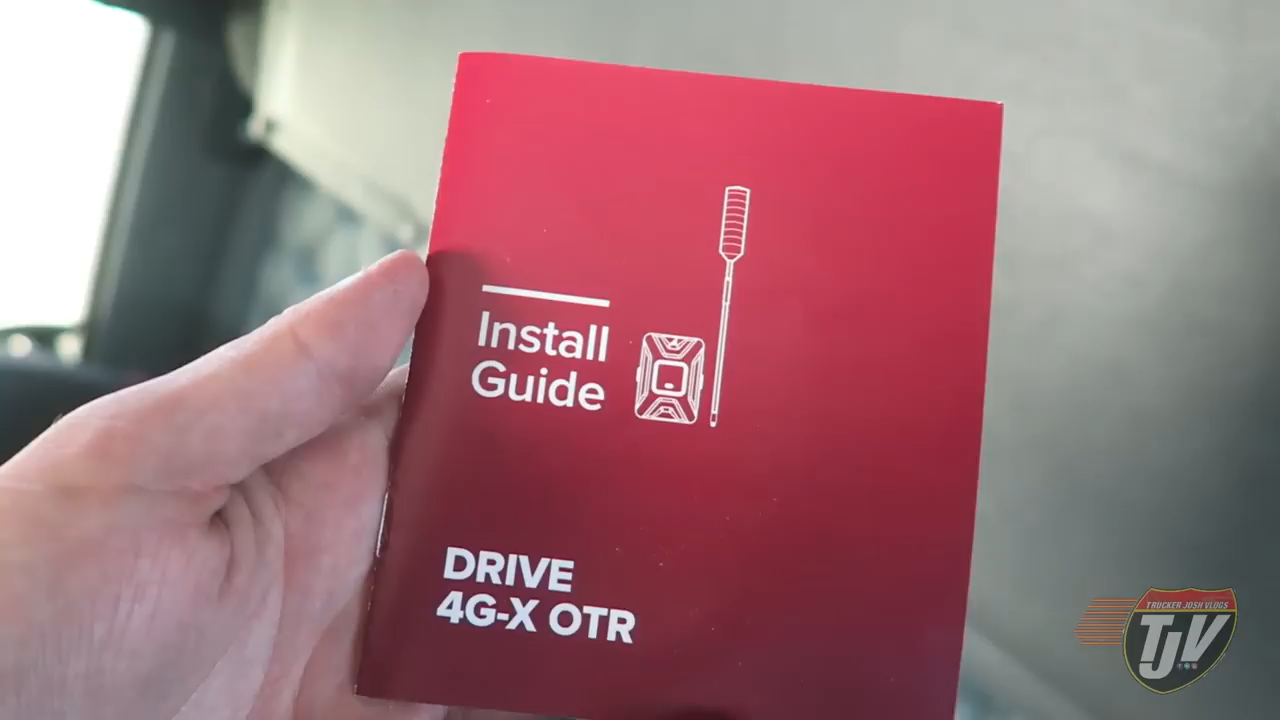 Install
Guide
DRIVE
4G-X OTR
TRUCKER JOSH VLOGS
TJV